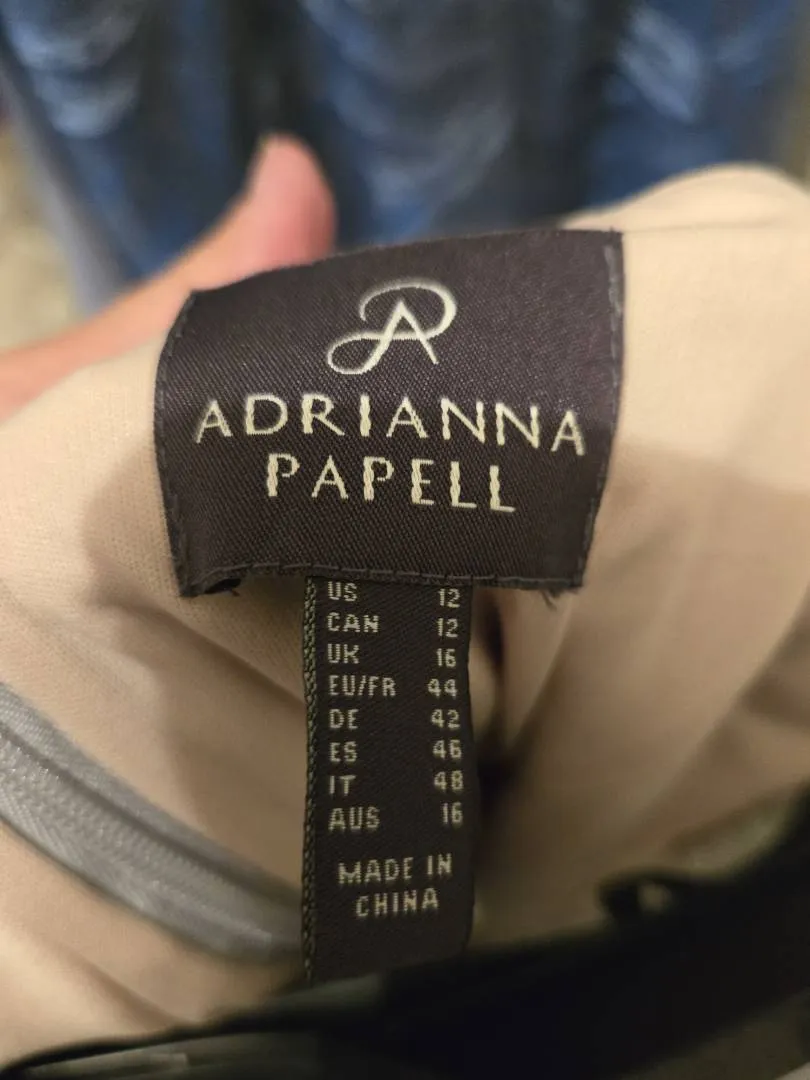 ADRIANNA
PAPELL
US 12
CAN 12
UK 16
EU/FR 44
DE 42
ES 46
IT 48
AUS 16
MADE IN
CHINA